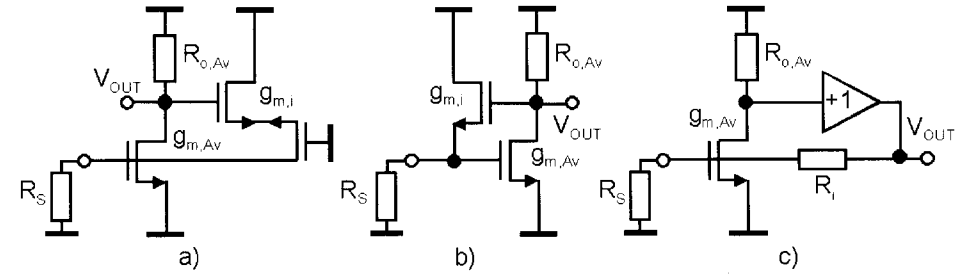 R_o,Av
V_OUT
g_m,i
g_m,Av
R_S
a)
R_o,Av
g_m,i
V_OUT
g_m,Av
R_S
b)
R_o,Av
+1
g_m,Av
V_OUT
R_S
R_i
c)